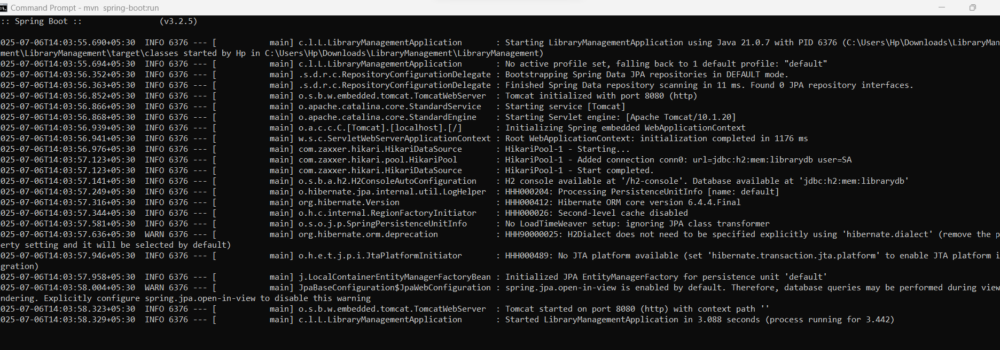 Command Prompt - mvn  spring-boot:run
:: Spring Boot ::                (v3.2.5)
025-07-06T14:03:55.690+05:30  INFO 6376 --- [           main] c.l.L.LibraryManagementApplication       : Starting LibraryManagementApplication using Java 21.0.7 with PID 6376 (C:\Users\Hp\Downloads\LibraryMan
ment\LibraryManagement\target\classes started by Hp in C:\Users\Hp\Downloads\LibraryManagement\LibraryManagement)
025-07-06T14:03:55.694+05:30  INFO 6376 --- [           main] c.l.L.LibraryManagementApplication       : No active profile set, falling back to 1 default profile: "default"
025-07-06T14:03:56.352+05:30  INFO 6376 --- [           main] .s.d.r.c.RepositoryConfigurationDelegate : Bootstrapping Spring Data JPA repositories in DEFAULT mode.
025-07-06T14:03:56.363+05:30  INFO 6376 --- [           main] .s.d.r.c.RepositoryConfigurationDelegate : Finished Spring Data repository scanning in 11 ms. Found 0 JPA repository interfaces.
025-07-06T14:03:56.852+05:30  INFO 6376 --- [           main] o.s.b.w.embedded.tomcat.TomcatWebServer  : Tomcat initialized with port 8080 (http)
025-07-06T14:03:56.866+05:30  INFO 6376 --- [           main] o.apache.catalina.core.StandardService   : Starting service [Tomcat]
025-07-06T14:03:56.868+05:30  INFO 6376 --- [           main] o.apache.catalina.core.StandardEngine    : Starting Servlet engine: [Apache Tomcat/10.1.20]
025-07-06T14:03:56.939+05:30  INFO 6376 --- [           main] o.a.c.c.C.[Tomcat].[localhost].[/]       : Initializing Spring embedded WebApplicationContext
025-07-06T14:03:56.941+05:30  INFO 6376 --- [           main] w.s.c.ServletWebServerApplicationContext : Root WebApplicationContext: initialization completed in 1176 ms
025-07-06T14:03:56.976+05:30  INFO 6376 --- [           main] com.zaxxer.hikari.HikariDataSource       : HikariPool-1 - Starting...
025-07-06T14:03:57.123+05:30  INFO 6376 --- [           main] com.zaxxer.hikari.pool.HikariPool        : HikariPool-1 - Added connection conn0: url=jdbc:h2:mem:librarydb user=SA
025-07-06T14:03:57.123+05:30  INFO 6376 --- [           main] com.zaxxer.hikari.HikariDataSource       : HikariPool-1 - Start completed.
025-07-06T14:03:57.141+05:30  INFO 6376 --- [           main] o.s.b.a.h2.H2ConsoleAutoConfiguration    : H2 console available at '/h2-console'. Database available at 'jdbc:h2:mem:librarydb'
025-07-06T14:03:57.249+05:30  INFO 6376 --- [           main] o.hibernate.jpa.internal.util.LogHelper  : HHH000204: Processing PersistenceUnitInfo [name: default]
025-07-06T14:03:57.316+05:30  INFO 6376 --- [           main] org.hibernate.Version                    : HHH000412: Hibernate ORM core version 6.4.4.Final
025-07-06T14:03:57.344+05:30  INFO 6376 --- [           main] o.h.c.internal.RegionFactoryInitiator    : HHH000026: Second-level cache disabled
025-07-06T14:03:57.581+05:30  INFO 6376 --- [           main] o.s.o.j.p.SpringPersistenceUnitInfo      : No LoadTimeWeaver setup: ignoring JPA class transformer
025-07-06T14:03:57.636+05:30  WARN 6376 --- [           main] org.hibernate.orm.deprecation            : HHH90000025: H2Dialect does not need to be specified explicitly using 'hibernate.dialect' (remove the p
erty setting and it will be selected by default)
025-07-06T14:03:57.946+05:30  INFO 6376 --- [           main] o.h.e.t.j.p.i.JtaPlatformInitiator       : HHH000489: No JTA platform available (set 'hibernate.transaction.jta.platform' to enable JTA platform i
gration)
025-07-06T14:03:57.958+05:30  INFO 6376 --- [           main] j.LocalContainerEntityManagerFactoryBean : Initialized JPA EntityManagerFactory for persistence unit 'default'
025-07-06T14:03:58.004+05:30  WARN 6376 --- [           main] JpaBaseConfiguration$JpaWebConfiguration : spring.jpa.open-in-view is enabled by default. Therefore, database queries may be performed during view
ndering. Explicitly configure spring.jpa.open-in-view to disable this warning
025-07-06T14:03:58.323+05:30  INFO 6376 --- [           main] o.s.b.w.embedded.tomcat.TomcatWebServer  : Tomcat started on port 8080 (http) with context path ''
025-07-06T14:03:58.329+05:30  INFO 6376 --- [           main] c.l.L.LibraryManagementApplication       : Started LibraryManagementApplication in 3.088 seconds (process running for 3.442)